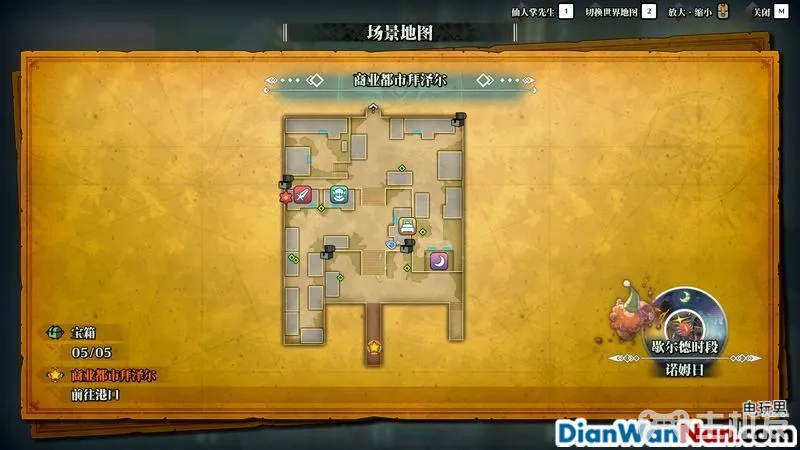 仙人掌先生 1 切换世界地图 2 放大·缩小 关闭 M
场景地图
商业都市拜泽尔
宝箱
05/05
商业都市拜泽尔
前往港口
歇尔德时段
诺姆日
电玩男
DianWanNan.com